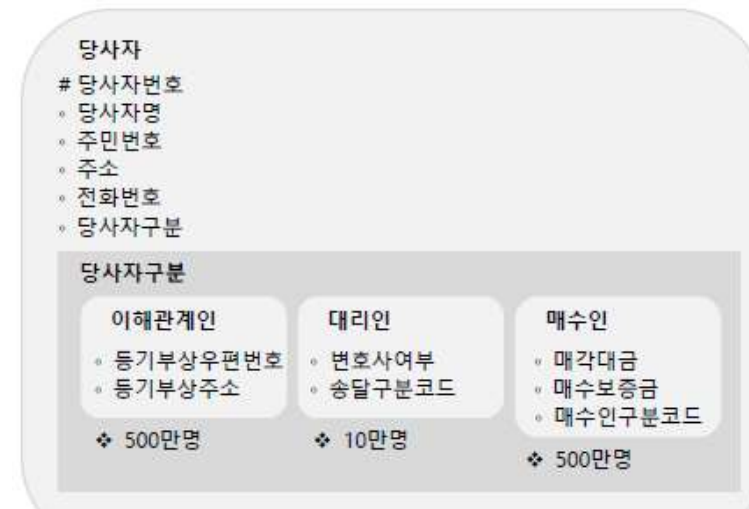 당사자
# 당사자번호
◦ 당사자명
◦ 주민번호
◦ 주소
◦ 전화번호
◦ 당사자구분
당사자구분
이해관계인
◦ 등기부상우편번호
◦ 등기부상주소
❖ 500만명
대리인
◦ 변호사여부
◦ 송달구분코드
❖ 10만명
매수인
◦ 매각대금
◦ 매수보증금
◦ 매수인구분코드
❖ 500만명